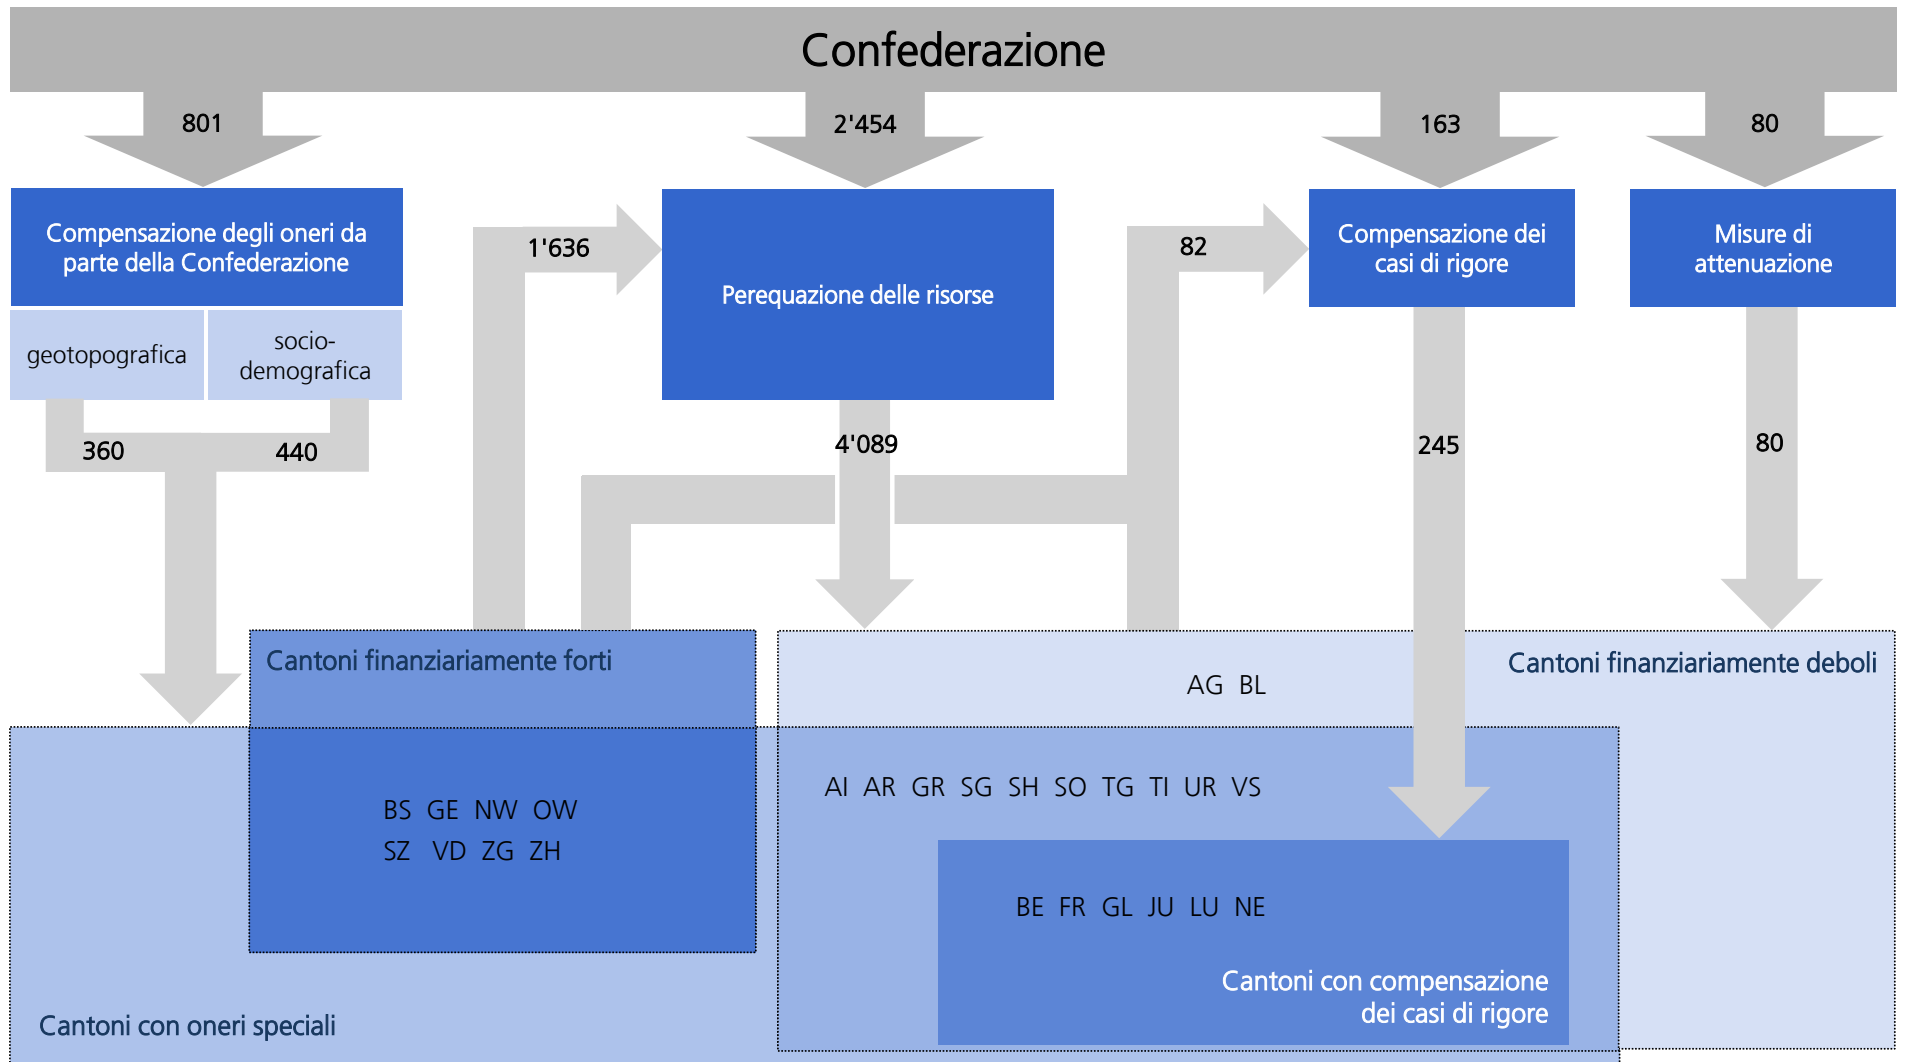 Confederazione
801
2'454
163
80
Compensazione degli oneri da
parte della Confederazione
1'636
Perequazione delle risorse
82
Compensazione dei
casi di rigore
Misure di
attenuazione
geotopografica
socio-
demografica
360
440
4'089
245
80
Cantoni finanziariamente forti
Cantoni finanziariamente deboli
AG BL
AI AR GR SG SH SO TG TI UR VS
BS GE NW OW
SZ VD ZG ZH
BE FR GL JU LU NE
Cantoni con compensazione
dei casi di rigore
Cantoni con oneri speciali